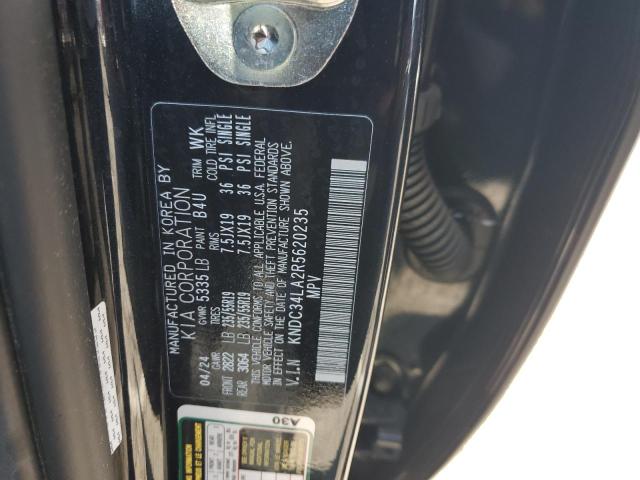 MANUFACTURED IN KOREA BY
KIA CORPORATION
04/24 GVWR 5335 LB PAINT B4U TRIM WK
GAWR TIRES RIMS COLD TIRE INFL
FRONT 2822 LB 235/55R19 7.5JX19 36 PSI SINGLE
REAR 3064 LB 235/55R19 7.5JX19 36 PSI SINGLE
THIS VEHICLE CONFORMS TO ALL APPLICABLE U.S.A. FEDERAL
MOTOR VEHICLE SAFETY AND THEFT PREVENTION STANDARDS
IN EFFECT ON THE DATE OF MANUFACTURE SHOWN ABOVE.
V.I.N KNDC34LA2R5620235
MPV
A30